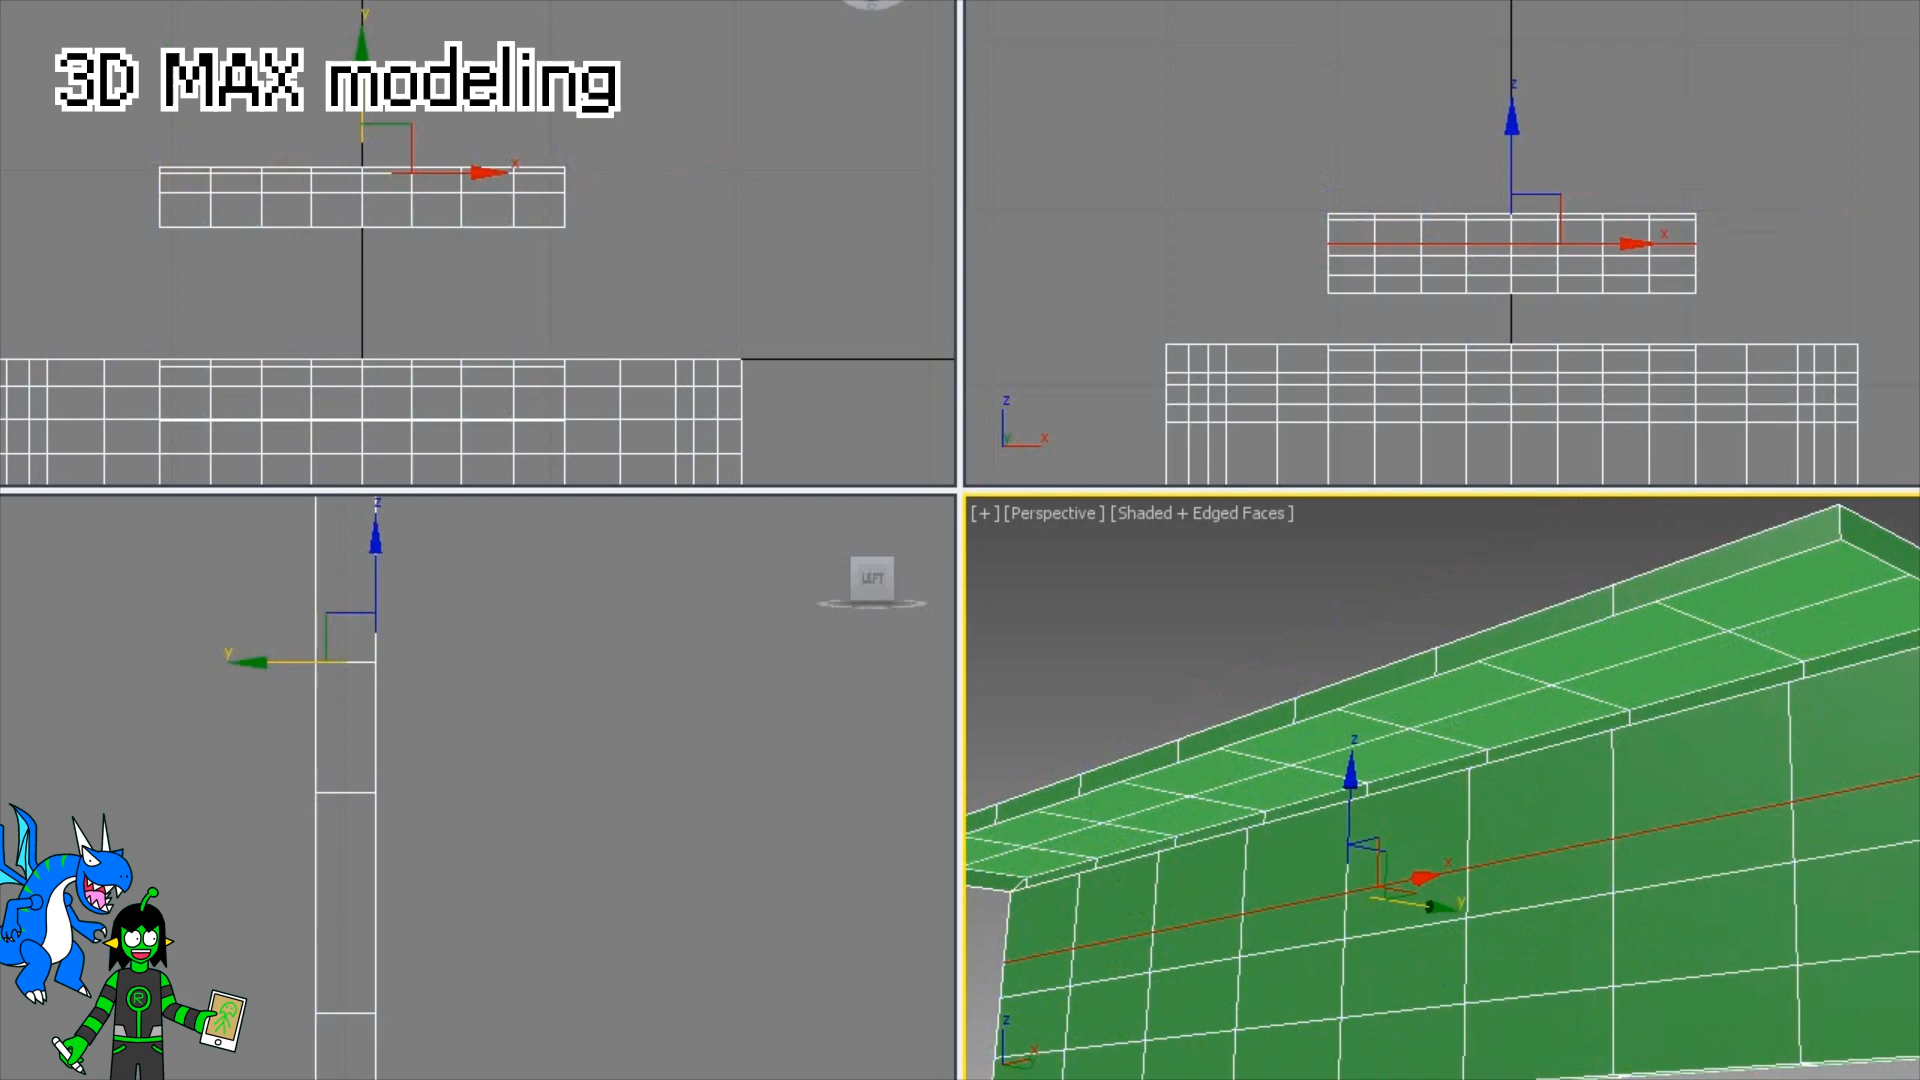 3D MAX modeling
y
x
z
x
z
y
x
z
y
LEFT
[+] [Perspective] [Shaded + Edged Faces]
z
x
y
z
x
R